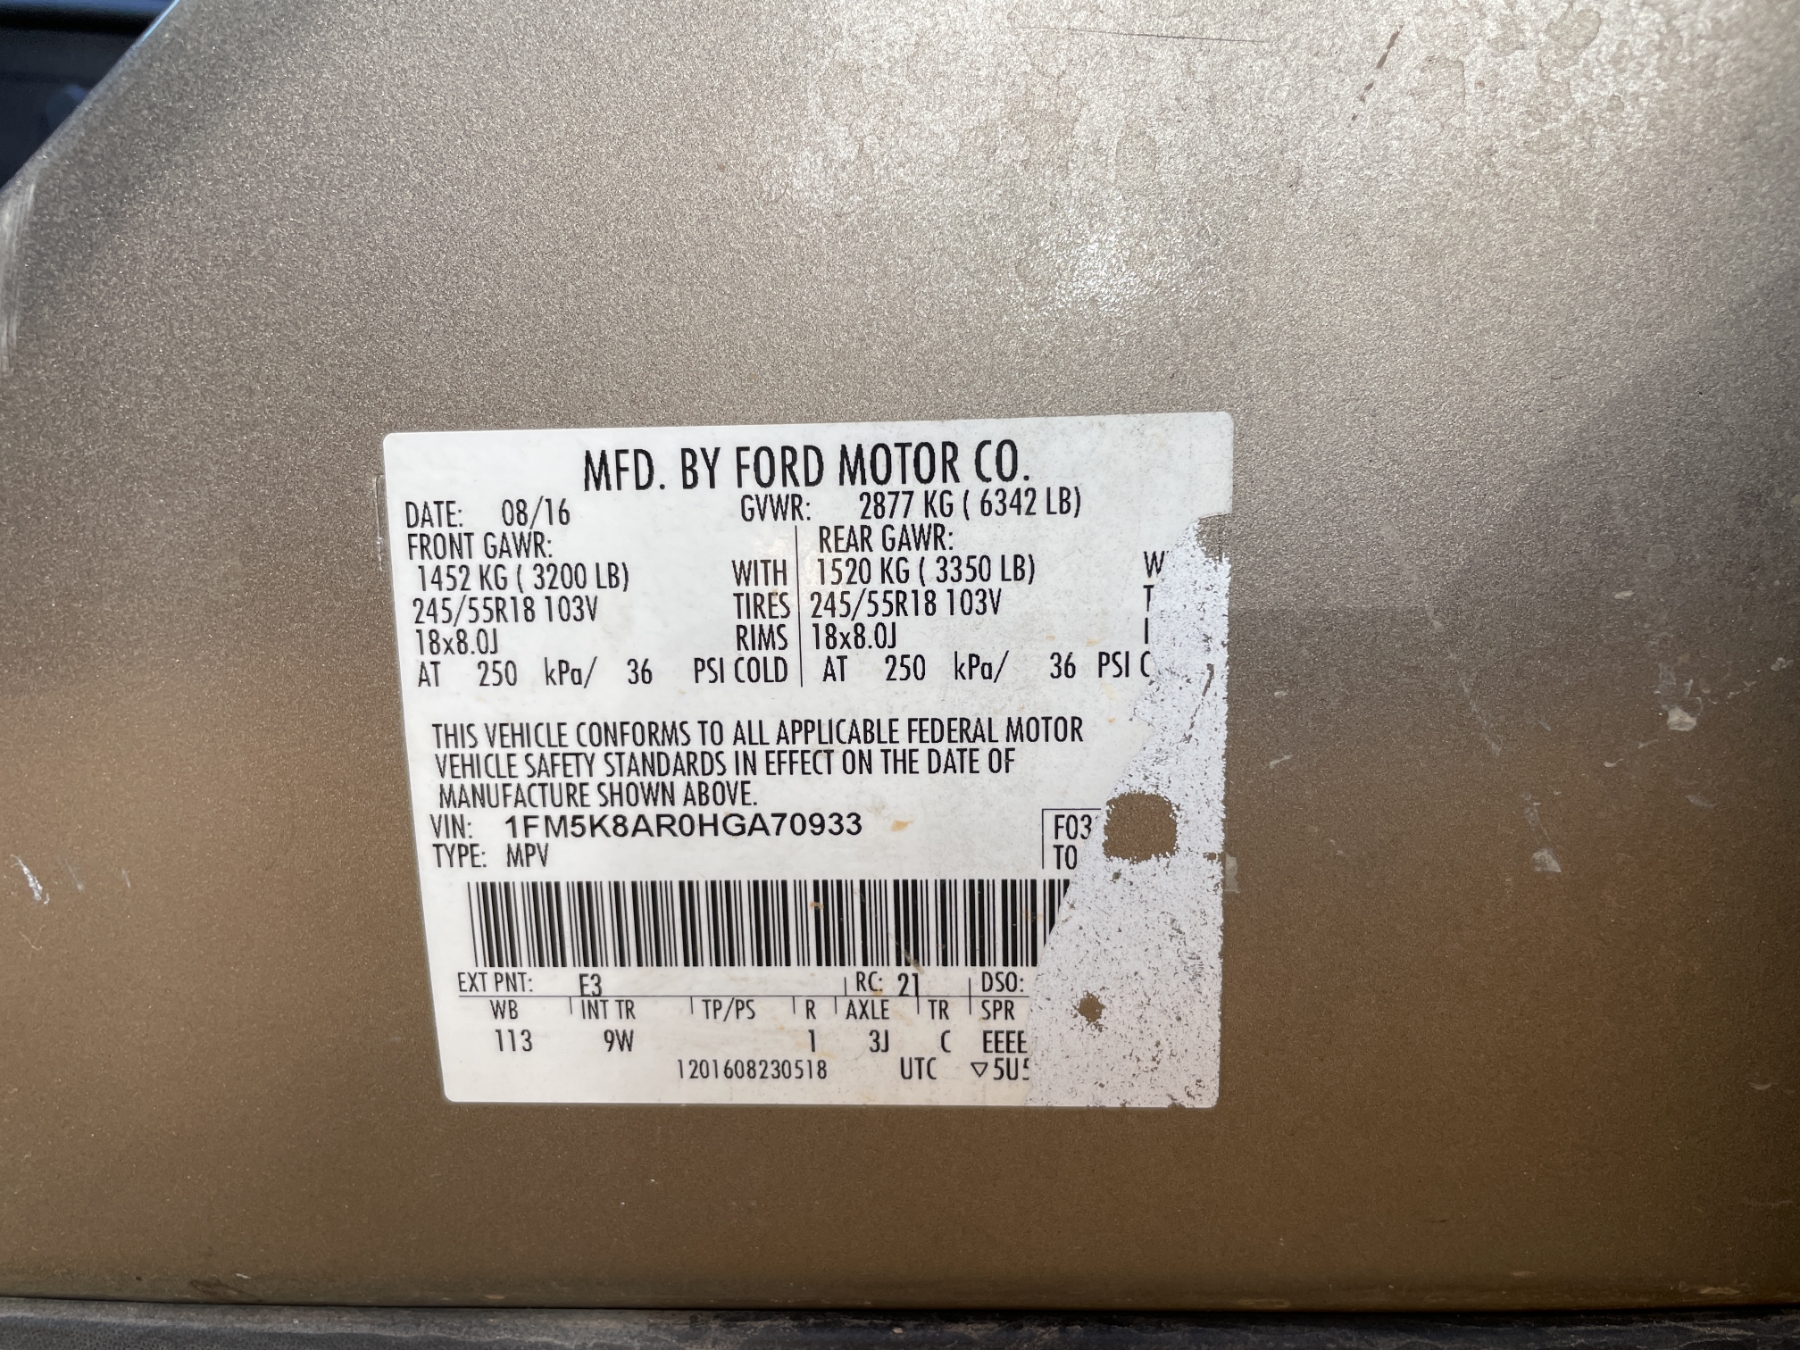 MFD. BY FORD MOTOR CO.
DATE: 08/16 GVWR: 2877 KG ( 6342 LB)
FRONT GAWR: REAR GAWR:
1452 KG ( 3200 LB) WITH 1520 KG ( 3350 LB)
245/55R18 103V TIRES 245/55R18 103V
18x8.0J RIMS 18x8.0J
AT 250 kPa/ 36 PSI COLD AT 250 kPa/ 36 PSI
THIS VEHICLE CONFORMS TO ALL APPLICABLE FEDERAL MOTOR
VEHICLE SAFETY STANDARDS IN EFFECT ON THE DATE OF
MANUFACTURE SHOWN ABOVE.
VIN: 1FM5K8AR0HGA70933 F03
TYPE: MPV TO
EXT PNT: E3 RC: 21 DSO:
WB INT TR TP/PS R AXLE TR SPR
113 9W 1 3J C EEEE
1201608230518 UTC ▽5U